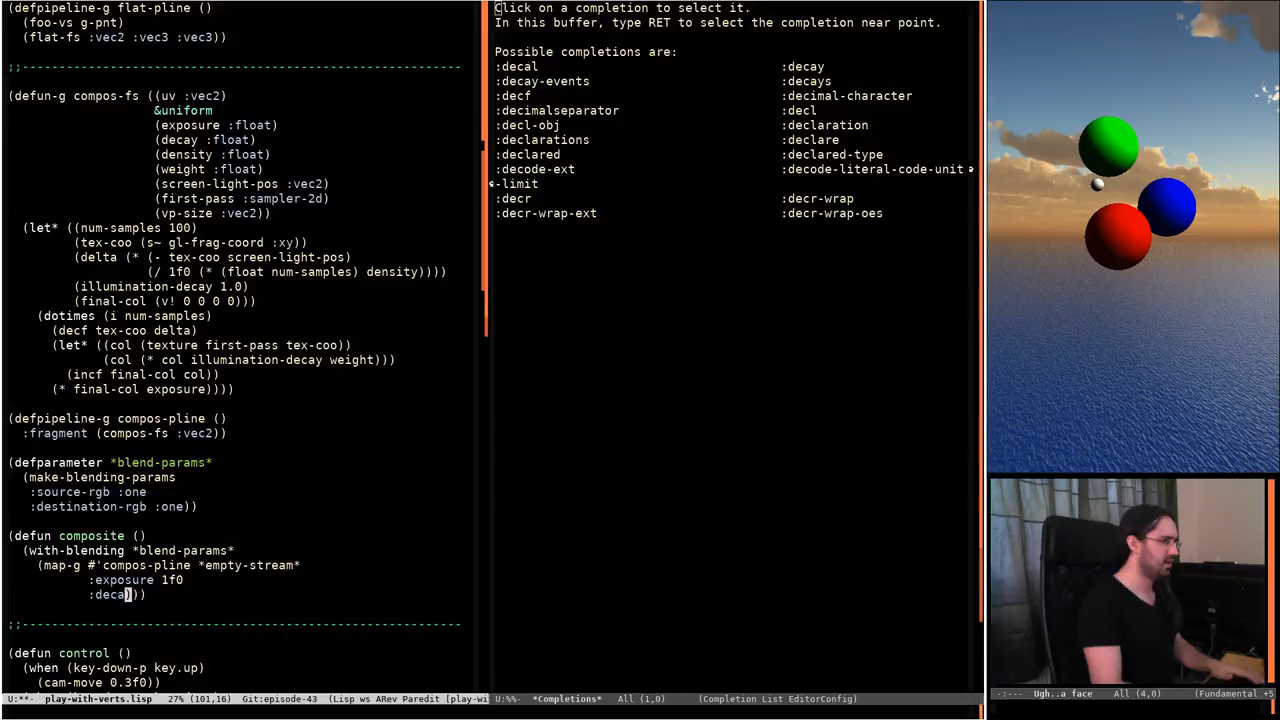 (defpipeline-g flat-pline ()
  (foo-vs g-pnt)
  (flat-fs :vec2 :vec3 :vec3))
;;------------------------------------------------------------
(defun-g compos-fs ((uv :vec2)
                    &uniform
                    (exposure :float)
                    (decay :float)
                    (density :float)
                    (weight :float)
                    (screen-light-pos :vec2)
                    (first-pass :sampler-2d)
                    (vp-size :vec2))
  (let* ((num-samples 100)
         (tex-coo (s~ gl-frag-coord :xy))
         (delta (* (- tex-coo screen-light-pos)
                   (/ 1f0 (* (float num-samples) density))))
         (illumination-decay 1.0)
         (final-col (v! 0 0 0 0)))
    (dotimes (i num-samples)
      (decf tex-coo delta)
      (let* ((col (texture first-pass tex-coo))
             (col (* col illumination-decay weight)))
        (incf final-col col))
      (* final-col exposure))))
(defpipeline-g compos-pline ()
  :fragment (compos-fs :vec2))
(defparameter *blend-params*
  (make-blending-params
   :source-rgb :one
   :destination-rgb :one))
(defun composite ()
  (with-blending *blend-params*
    (map-g #'compos-pline *empty-stream*
           :exposure 1f0
           :deca)))
;;------------------------------------------------------------
(defun control ()
  (when (key-down-p key.up)
    (cam-move 0.3f0))
U:**-  play-with-verts.lisp   27% (101,16)  Git:episode-43  (Lisp ws ARev Paredit [play-wi
Click on a completion to select it.
In this buffer, type RET to select the completion near point.
Possible completions are:
:decal :decay
:decay-events :decays
:decf :decimal-character
:decimalseparator :decl
:decl-obj :declaration
:declarations :declare
:declared :declared-type
:decode-ext :decode-literal-code-unit
-limit
:decr :decr-wrap
:decr-wrap-ext :decr-wrap-oes
U:%%-  *Completions*   All (1,0)      (Completion List EditorConfig)
-:---  Ugh..a face    All (4,0)      (Fundamental +5